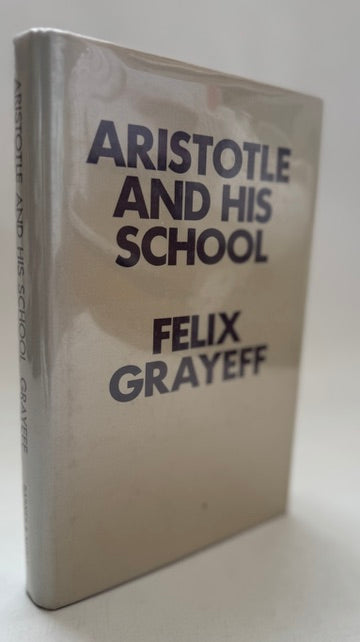 ARISTOTLE
AND HIS
SCHOOL
FELIX
GRAYEFF
ARISTOTLE AND HIS SCHOOL GRAYEFF